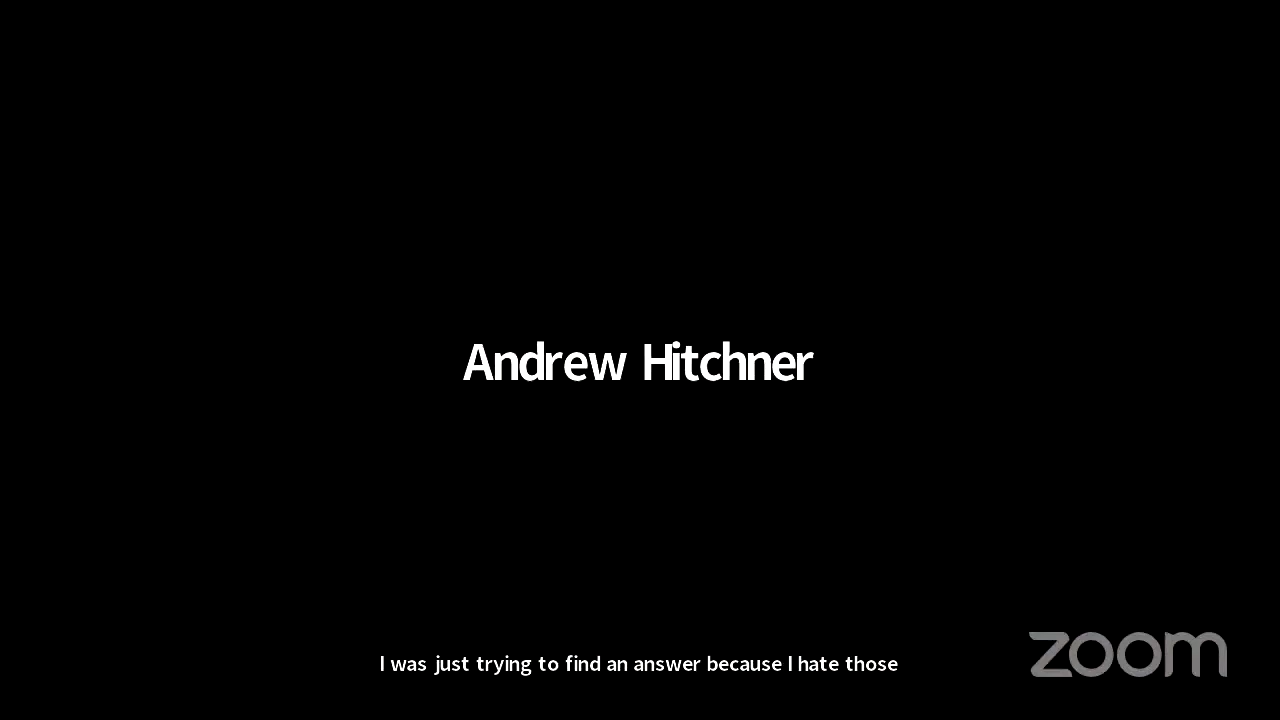 Andrew Hitchner
I was just trying to find an answer because I hate those
zoom